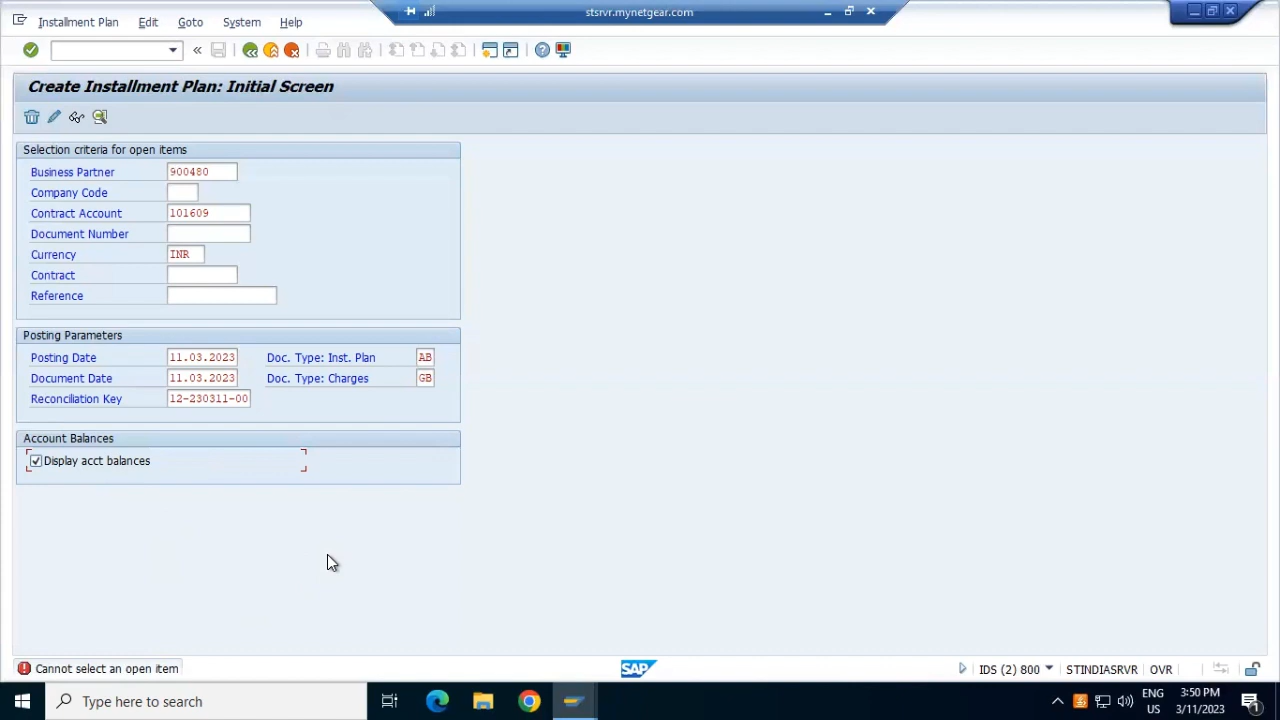 stsrvr.mynetgear.com
Installment Plan Edit Goto System Help
Create Installment Plan: Initial Screen
Selection criteria for open items
Business Partner 900480
Company Code
Contract Account 101609
Document Number
Currency INR
Contract
Reference
Posting Parameters
Posting Date 11.03.2023 Doc. Type: Inst. Plan AB
Document Date 11.03.2023 Doc. Type: Charges GB
Reconciliation Key 12-230311-00
Account Balances
Display acct balances
Cannot select an open item
SAP
IDS (2) 800 STINDIASRVR OVR
Type here to search
ENG
US
3:50 PM
3/11/2023
1